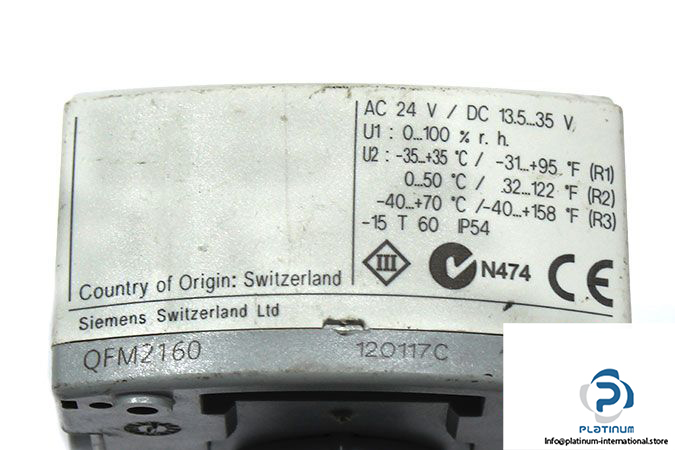 AC 24 V / DC 13.5...35 V
U1 : 0...100 % r. h.
U2 : -35...+35 °C / -31...+95 °F (R1)
0...50 °C / 32...122 °F (R2)
-40...+70 °C /-40...+158 °F (R3)
-15 T 60 IP54
III N474 CE
Country of Origin: Switzerland
Siemens Switzerland Ltd
QFM2160 120117C
PLATINUM
Info@platinum-international.store